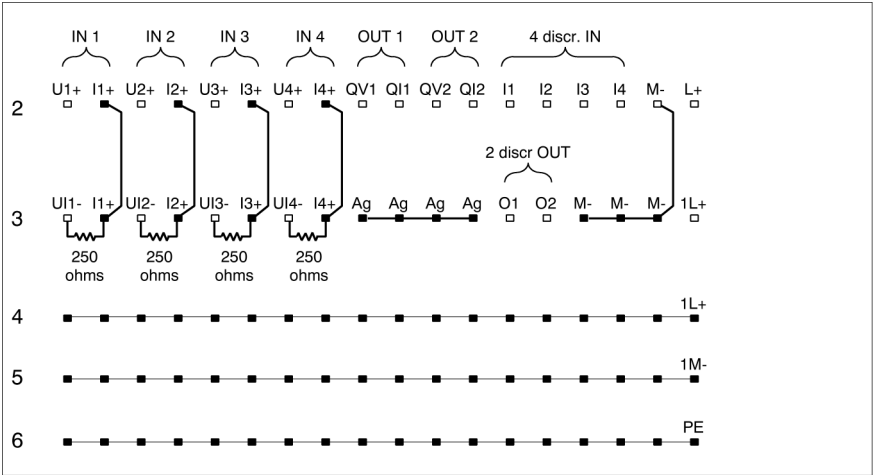 IN 1 IN 2 IN 3 IN 4 OUT 1 OUT 2 4 discr. IN
U1+ I1+ U2+ I2+ U3+ I3+ U4+ I4+ QV1 QI1 QV2 QI2 I1 I2 I3 I4 M- L+
2
2 discr OUT
UI1- I1+ UI2- I2+ UI3- I3+ UI4- I4+ Ag Ag Ag Ag O1 O2 M- M- M- 1L+
3
250 250 250 250
ohms ohms ohms ohms
1L+
4
1M-
5
PE
6